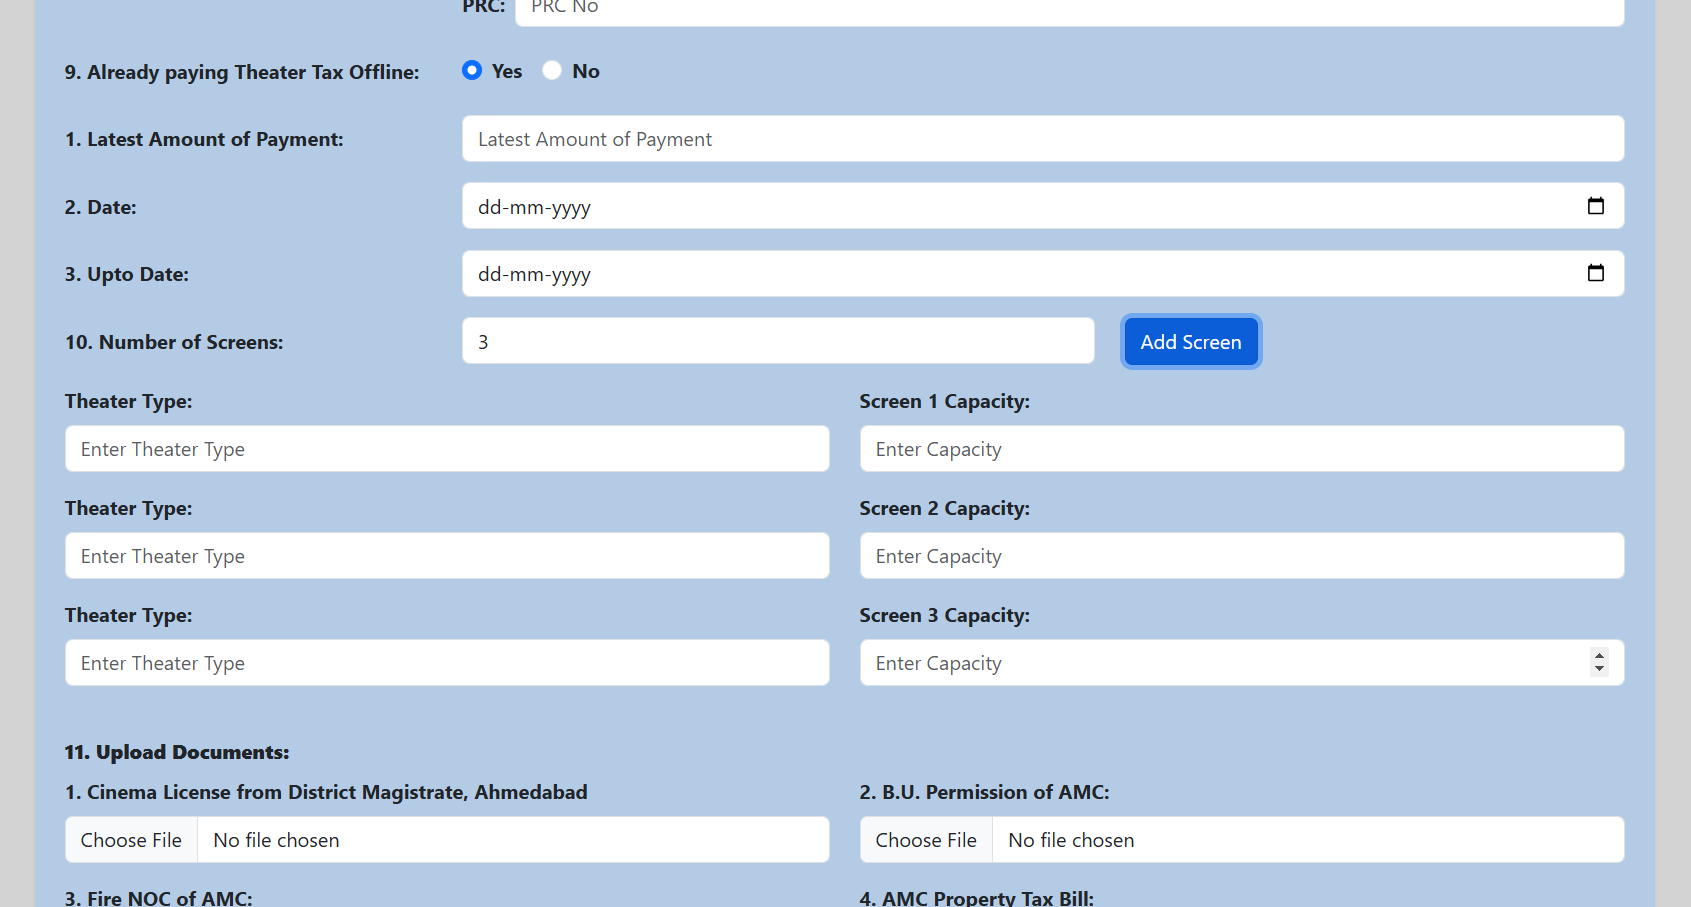 PRC: PRC No
9. Already paying Theater Tax Offline: Yes No
1. Latest Amount of Payment: Latest Amount of Payment
2. Date: dd-mm-yyyy
3. Upto Date: dd-mm-yyyy
10. Number of Screens: 3 Add Screen
Theater Type: Screen 1 Capacity:
Enter Theater Type Enter Capacity
Theater Type: Screen 2 Capacity:
Enter Theater Type Enter Capacity
Theater Type: Screen 3 Capacity:
Enter Theater Type Enter Capacity
11. Upload Documents:
1. Cinema License from District Magistrate, Ahmedabad 2. B.U. Permission of AMC:
Choose File No file chosen Choose File No file chosen
3. Fire NOC of AMC: 4. AMC Property Tax Bill: